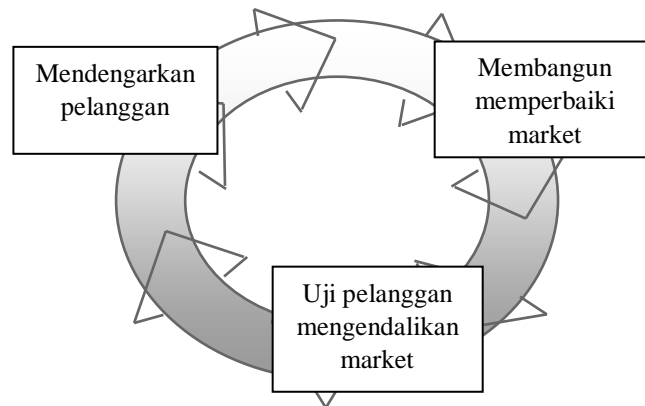 Mendengarkan
pelanggan
Membangun
memperbaiki
market
Uji pelanggan
mengendalikan
market